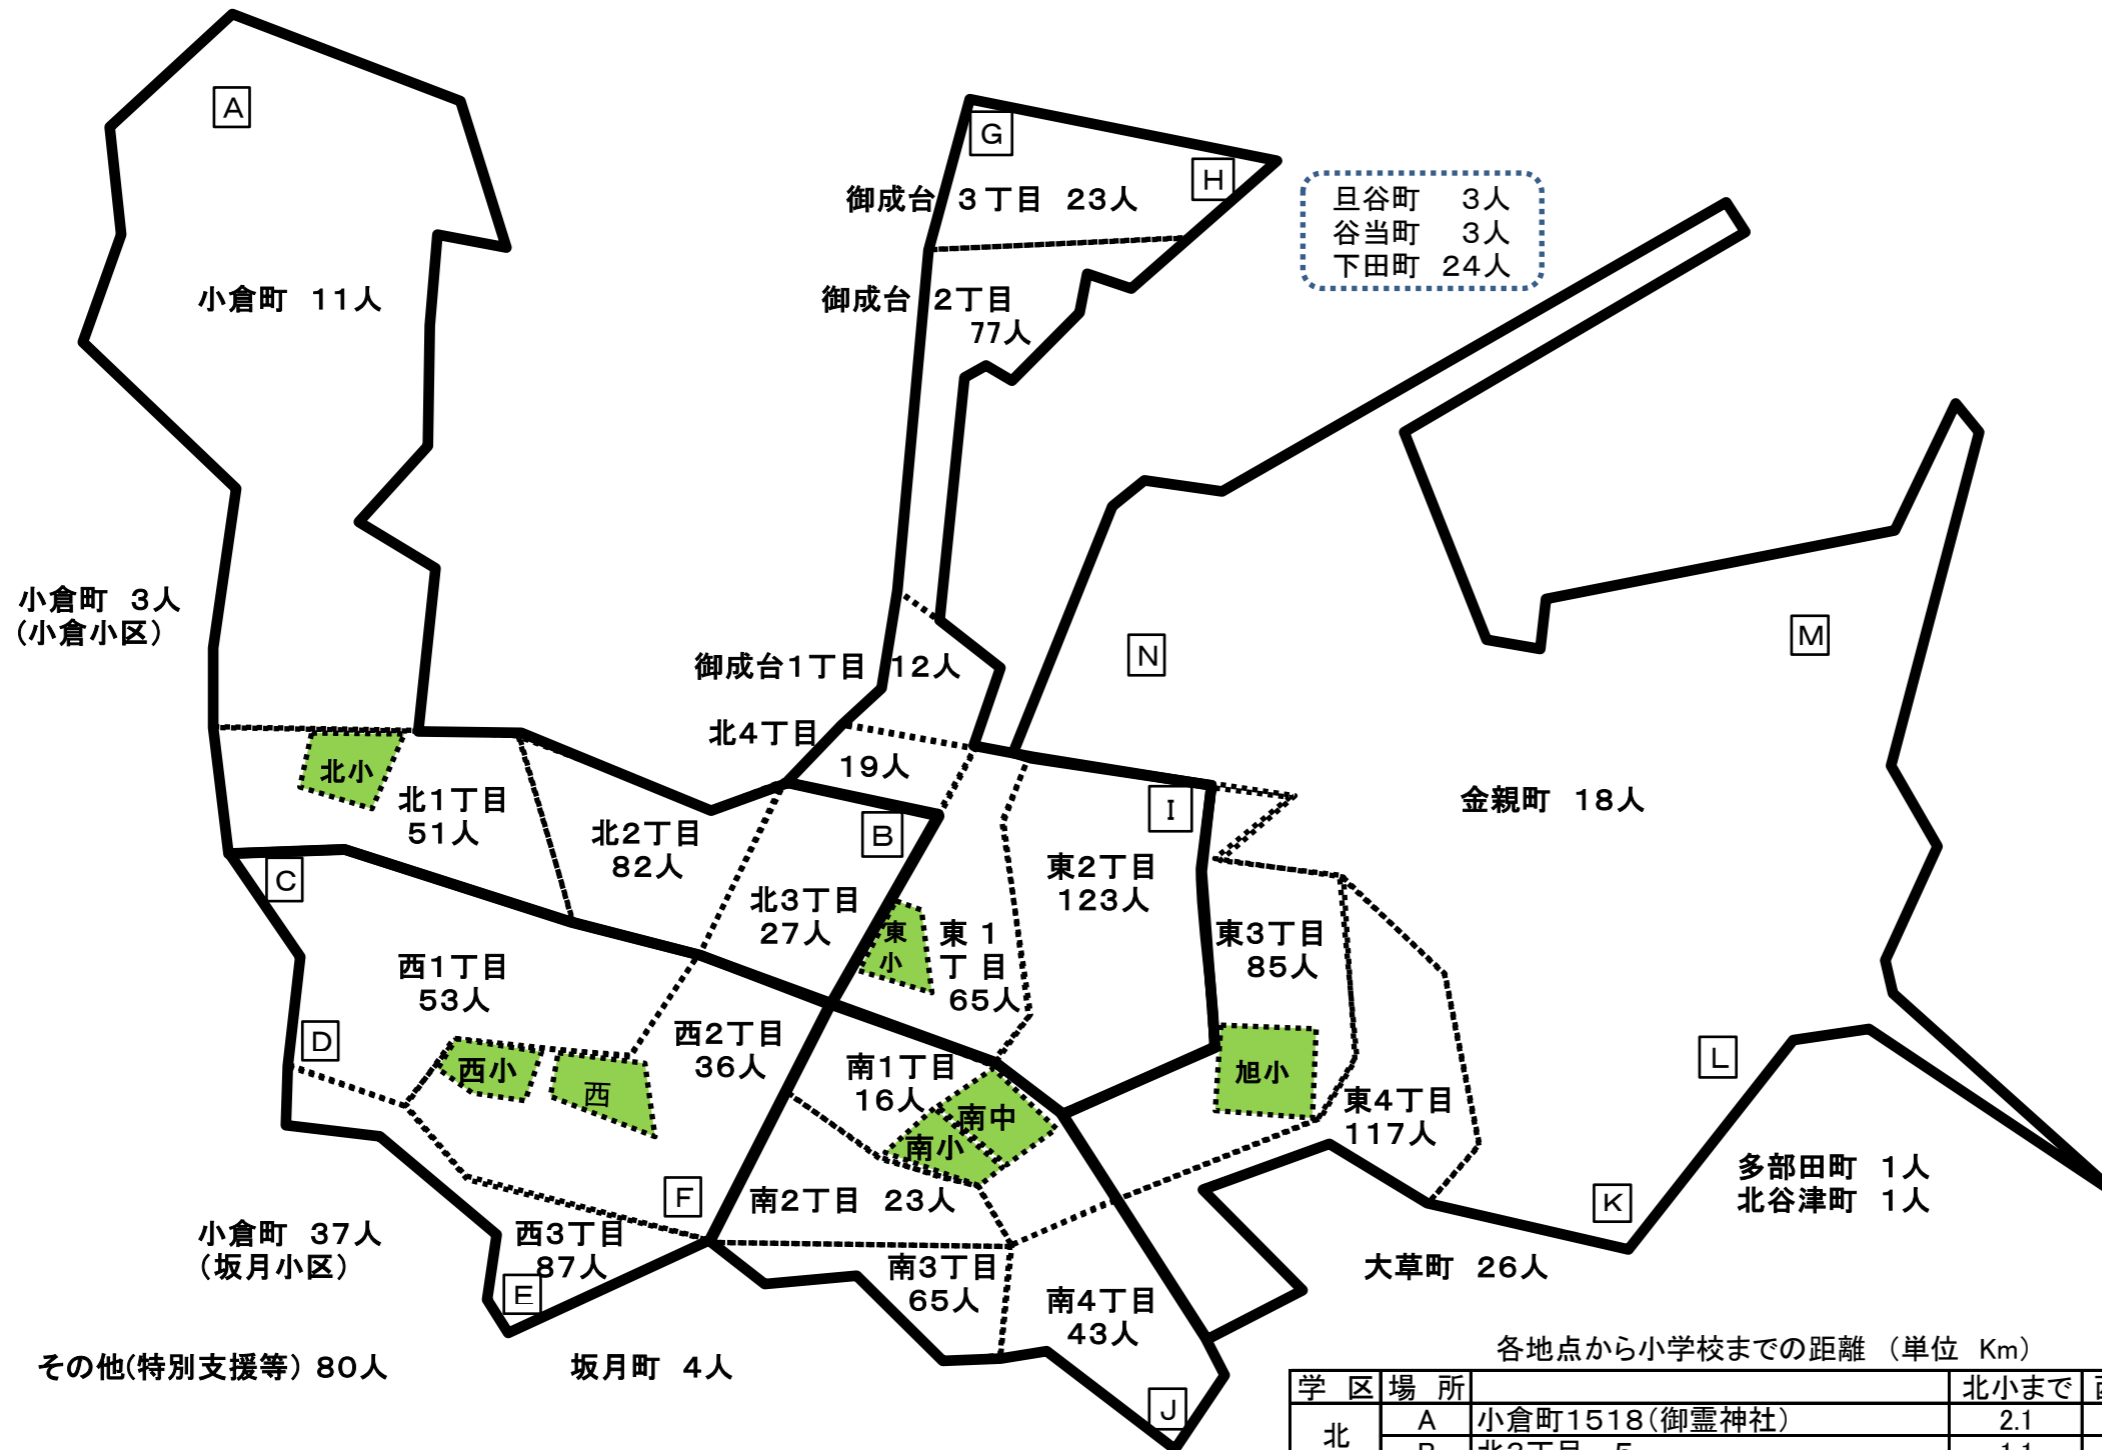 A
G
H
御成台 3丁目 23人
旦谷町 3人
谷当町 3人
下田町 24人
小倉町 11人
御成台 2丁目
77人
小倉町 3人
(小倉小区)
N
M
御成台1丁目 12人
北4丁目
19人
北小
北1丁目
51人
北2丁目
82人
B
I
金親町 18人
C
北3丁目
27人
東
小
東 1
丁 目
65人
東2丁目
123人
東3丁目
85人
西1丁目
53人
D
西小
西
西2丁目
36人
南1丁目
16人
南中
南小
旭小
L
東4丁目
117人
多部田町 1人
北谷津町 1人
F
南2丁目 23人
K
小倉町 37人
(坂月小区)
西3丁目
87人
E
南3丁目
65人
南4丁目
43人
大草町 26人
その他(特別支援等) 80人
坂月町 4人
J
各地点から小学校までの距離 (単位 Km)
学 区 場 所 北小まで
北 A 小倉町1518(御霊神社) 2.1